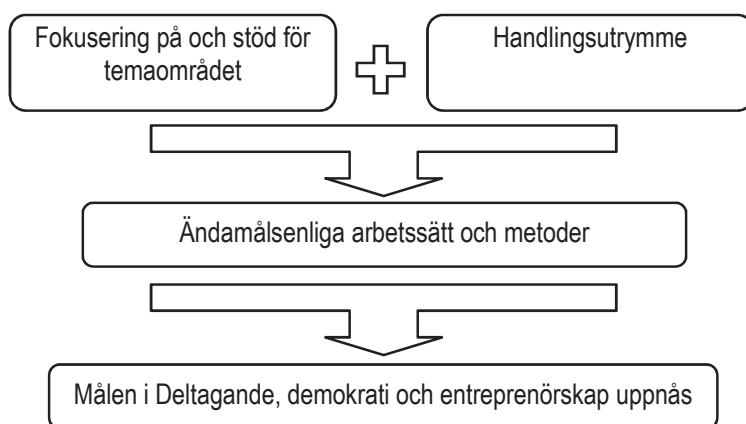 Fokusering på och stöd för
temaområdet
Handlingsutrymme
Ändamålsenliga arbetssätt och metoder
Målen i Deltagande, demokrati och entreprenörskap uppnås